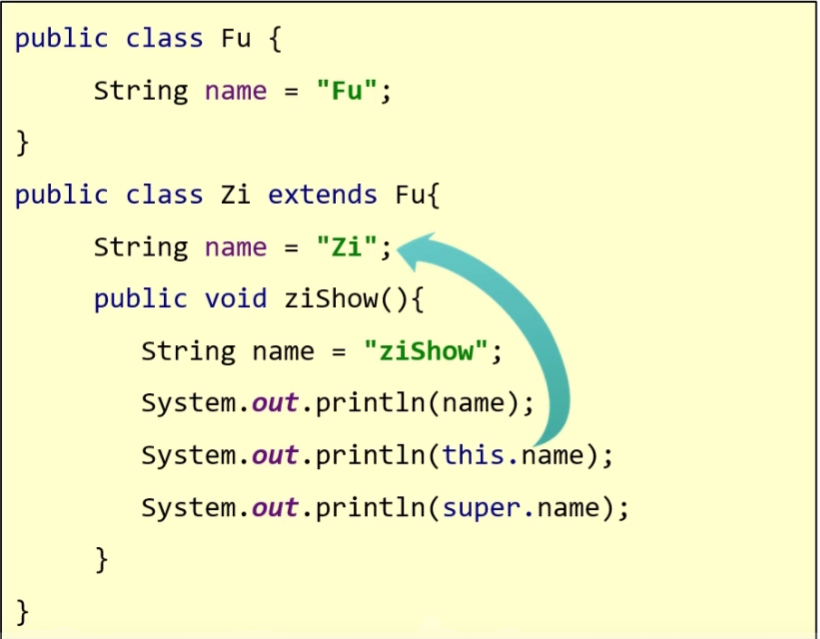 public class Fu {
String name = "Fu";
}
public class Zi extends Fu{
String name = "Zi";
public void ziShow(){
String name = "ziShow";
System.out.println(name);
System.out.println(this.name);
System.out.println(super.name);
}
}